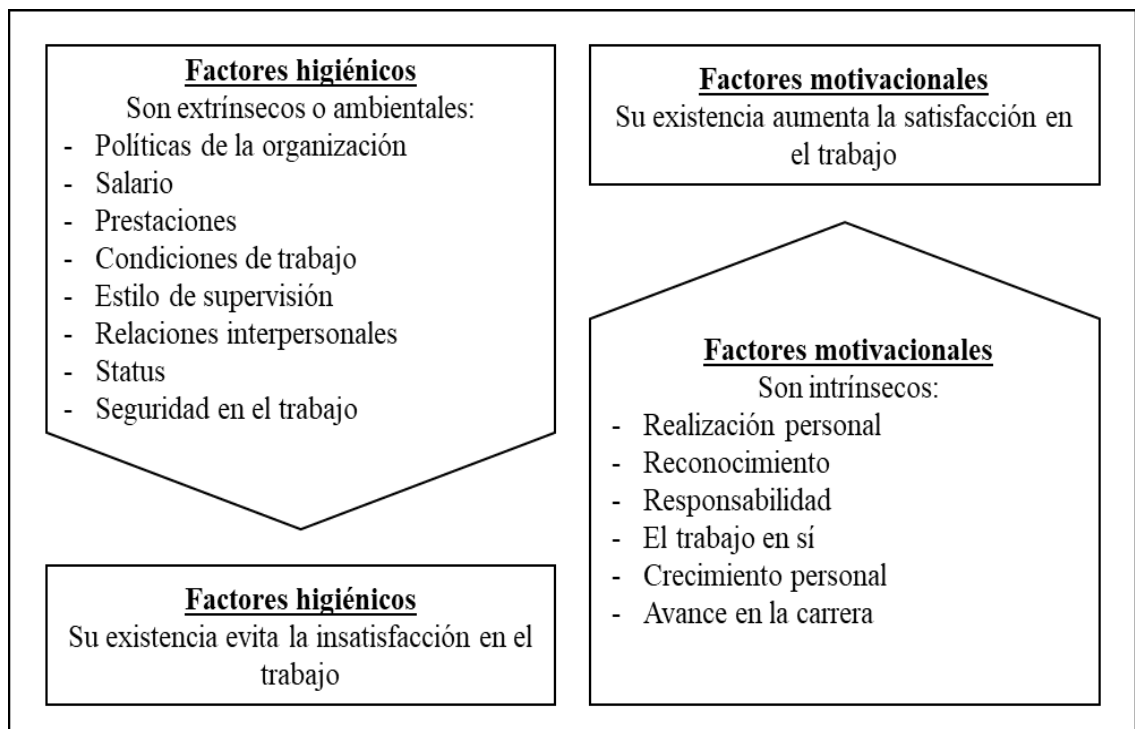 Factores higiénicos
Son extrínsecos o ambientales:
- Políticas de la organización
- Salario
- Prestaciones
- Condiciones de trabajo
- Estilo de supervisión
- Relaciones interpersonales
- Status
- Seguridad en el trabajo
Factores higiénicos
Su existencia evita la insatisfacción en el
trabajo
Factores motivacionales
Su existencia aumenta la satisfacción en
el trabajo
Factores motivacionales
Son intrínsecos:
- Realización personal
- Reconocimiento
- Responsabilidad
- El trabajo en sí
- Crecimiento personal
- Avance en la carrera